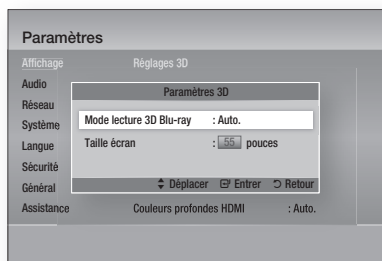 Paramètres
Affichage Réglages 3D
Audio
Réseau
Système
Langue
Sécurité
Général
Assistance
Paramètres 3D
Mode lecture 3D Blu-ray : Auto.
Taille écran : 55 pouces
Déplacer Entrer Retour
Couleurs profondes HDMI : Auto.